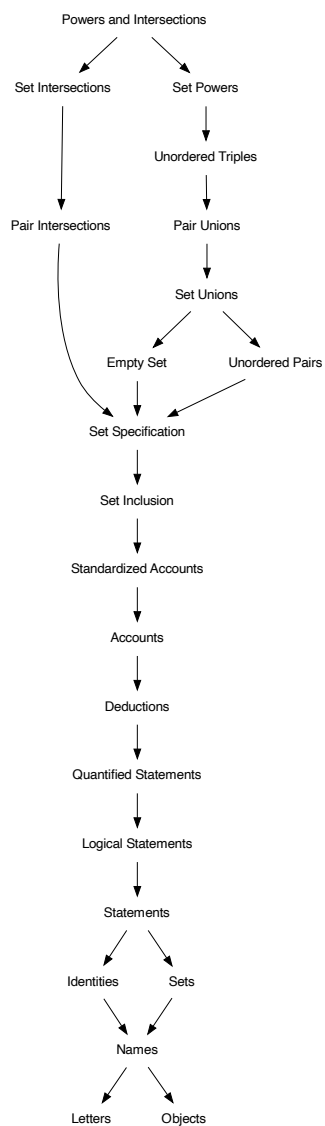 Powers and Intersections
Set Intersections
Set Powers
Unordered Triples
Pair Intersections
Pair Unions
Set Unions
Empty Set
Unordered Pairs
Set Specification
Set Inclusion
Standardized Accounts
Accounts
Deductions
Quantified Statements
Logical Statements
Statements
Identities
Sets
Names
Letters
Objects